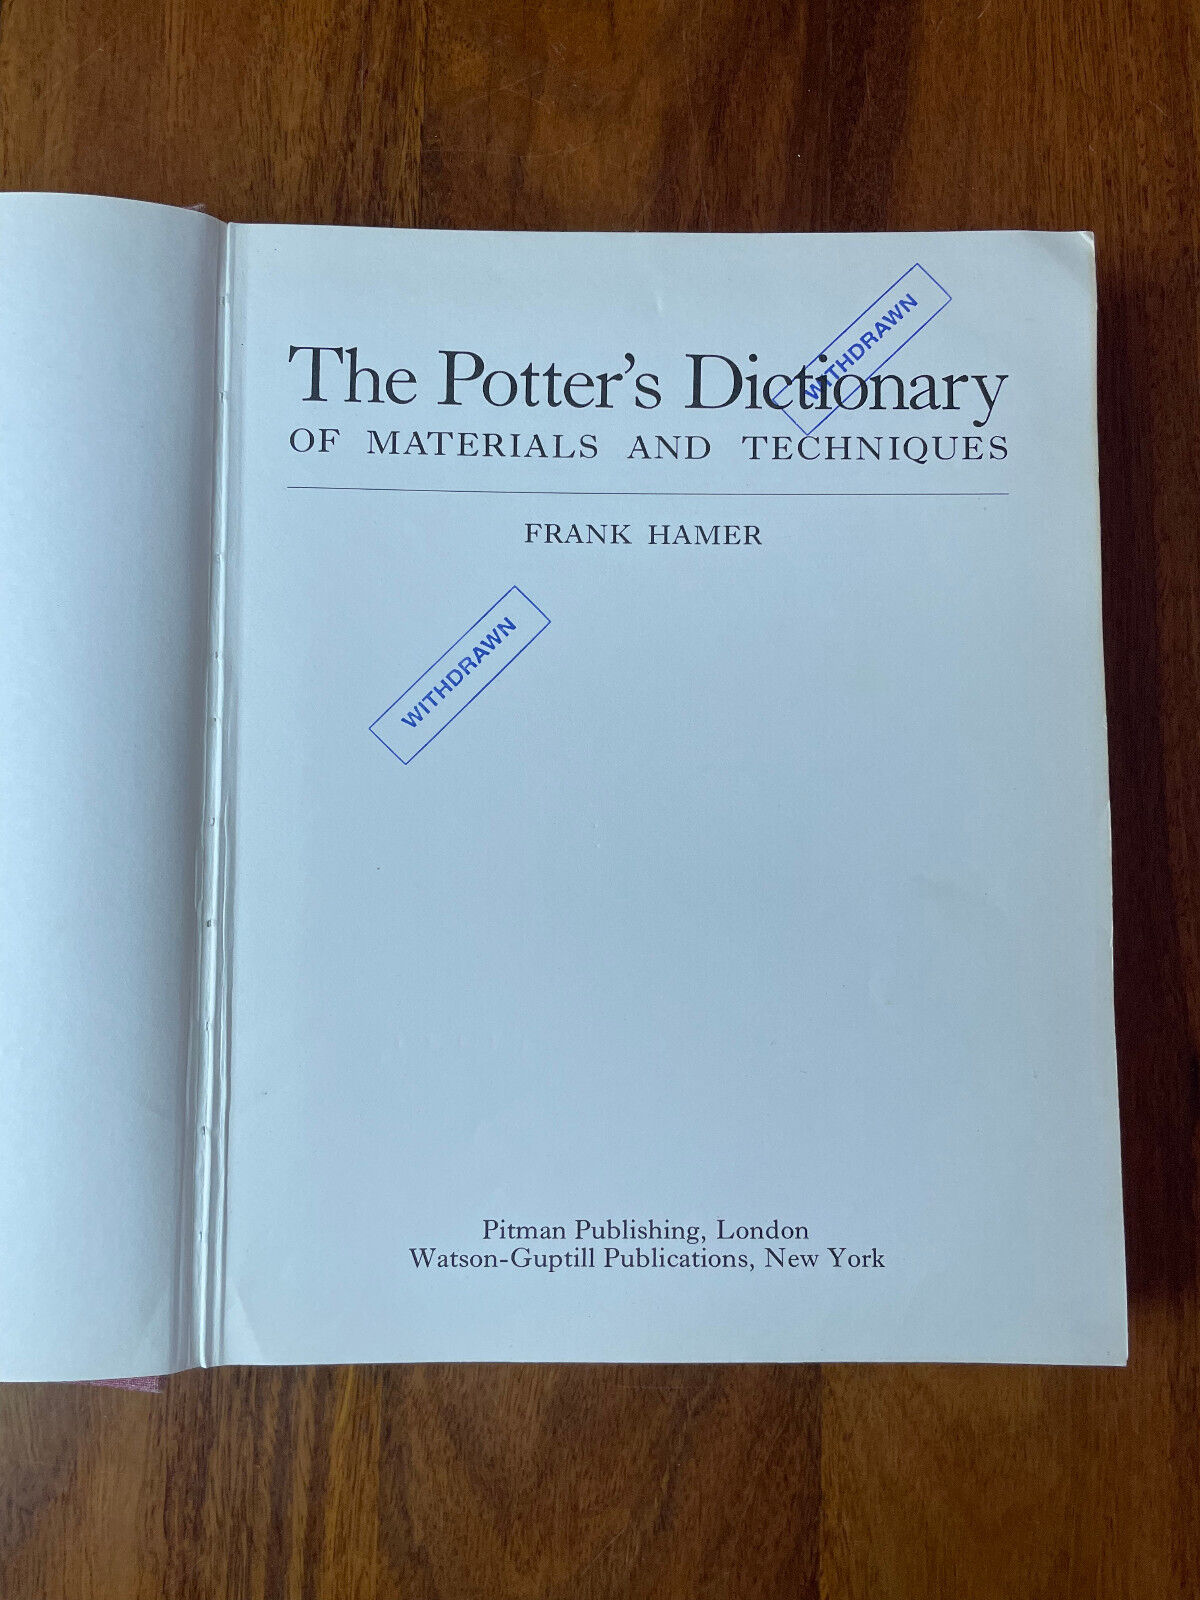 WITHDRAWN
The Potter's Dictionary
OF MATERIALS AND TECHNIQUES
FRANK HAMER
WITHDRAWN
Pitman Publishing, London
Watson-Guptill Publications, New York